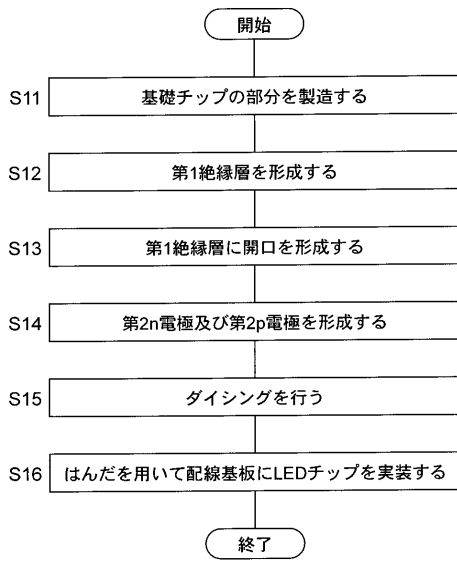 開始
S11 基礎チップの部分を製造する
S12 第1絶縁層を形成する
S13 第1絶縁層に開口を形成する
S14 第2n電極及び第2p電極を形成する
S15 ダイシングを行う
S16 はんだを用いて配線基板にLEDチップを実装する
終了